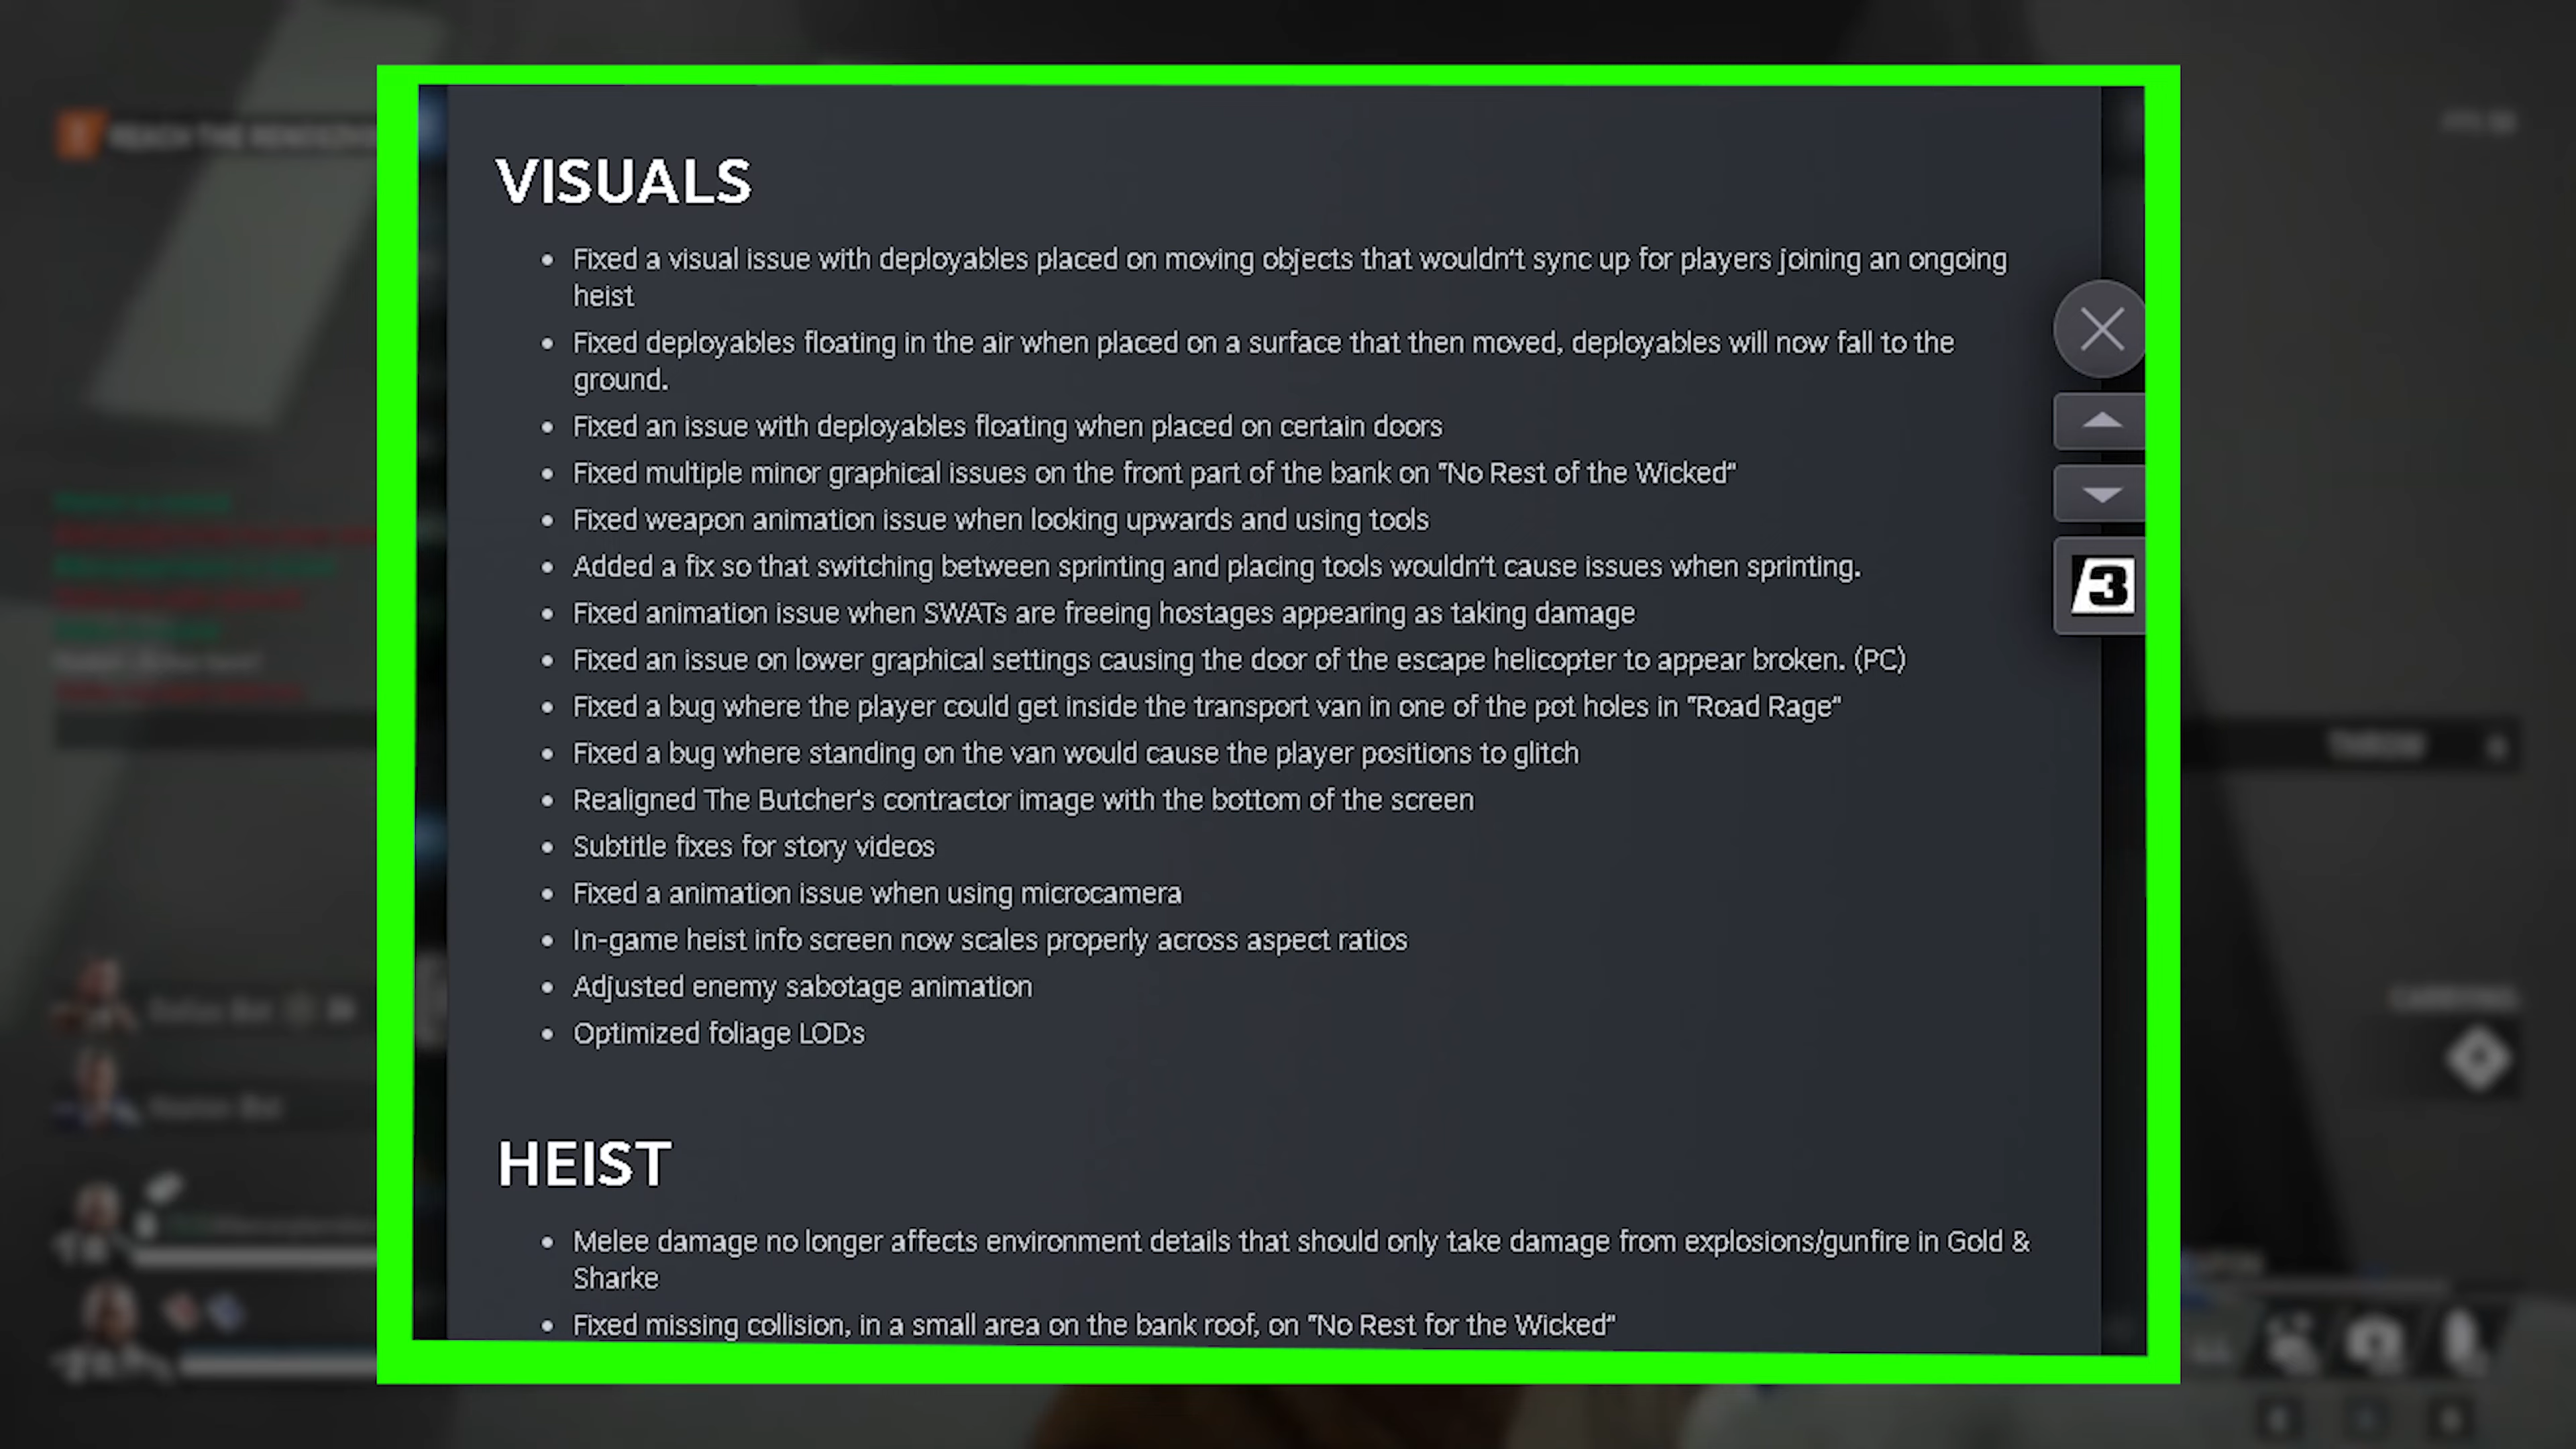 REACH THE
VISUALS
Fixed a visual issue with deployables placed on moving objects that wouldn't sync up for players joining an ongoing
heist
Fixed deployables floating in the air when placed on a surface that then moved, deployables will now fall to the
ground.
Fixed an issue with deployables floating when placed on certain doors
Fixed multiple minor graphical issues on the front part of the bank on "No Rest of the Wicked"
Fixed weapon animation issue when looking upwards and using tools
Added a fix so that switching between sprinting and placing tools wouldn't cause issues when sprinting.
Fixed animation issue when SWATs are freeing hostages appearing as taking damage
Fixed an issue on lower graphical settings causing the door of the escape helicopter to appear broken. (PC)
Fixed a bug where the player could get inside the transport van in one of the pot holes in "Road Rage"
Fixed a bug where standing on the van would cause the player positions to glitch
Realigned The Butcher's contractor image with the bottom of the screen
Subtitle fixes for story videos
Fixed a animation issue when using microcamera
In-game heist info screen now scales properly across aspect ratios
Adjusted enemy sabotage animation
Optimized foliage LODs
HEIST
Melee damage no longer affects environment details that should only take damage from explosions/gunfire in Gold &
Sharke
Fixed missing collision, in a small area on the bank roof, on "No Rest for the Wicked"
3
THROW
CARRYING